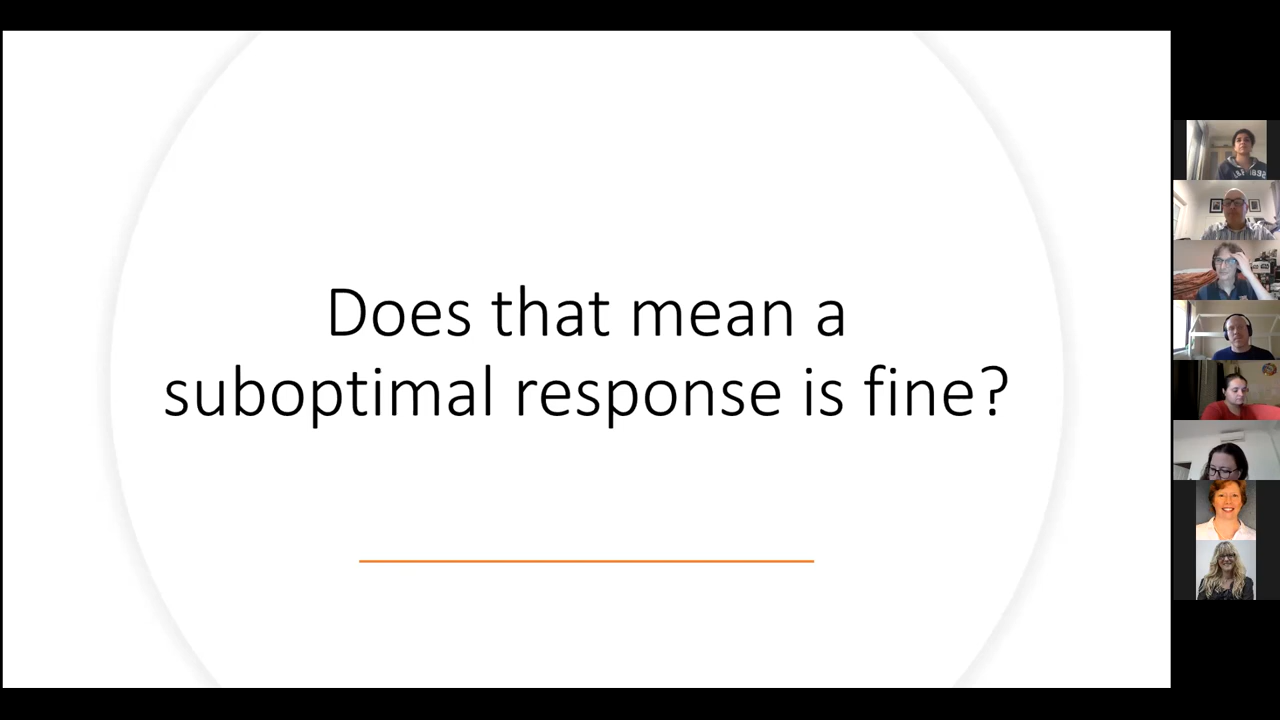 Does that mean a
suboptimal response is fine?